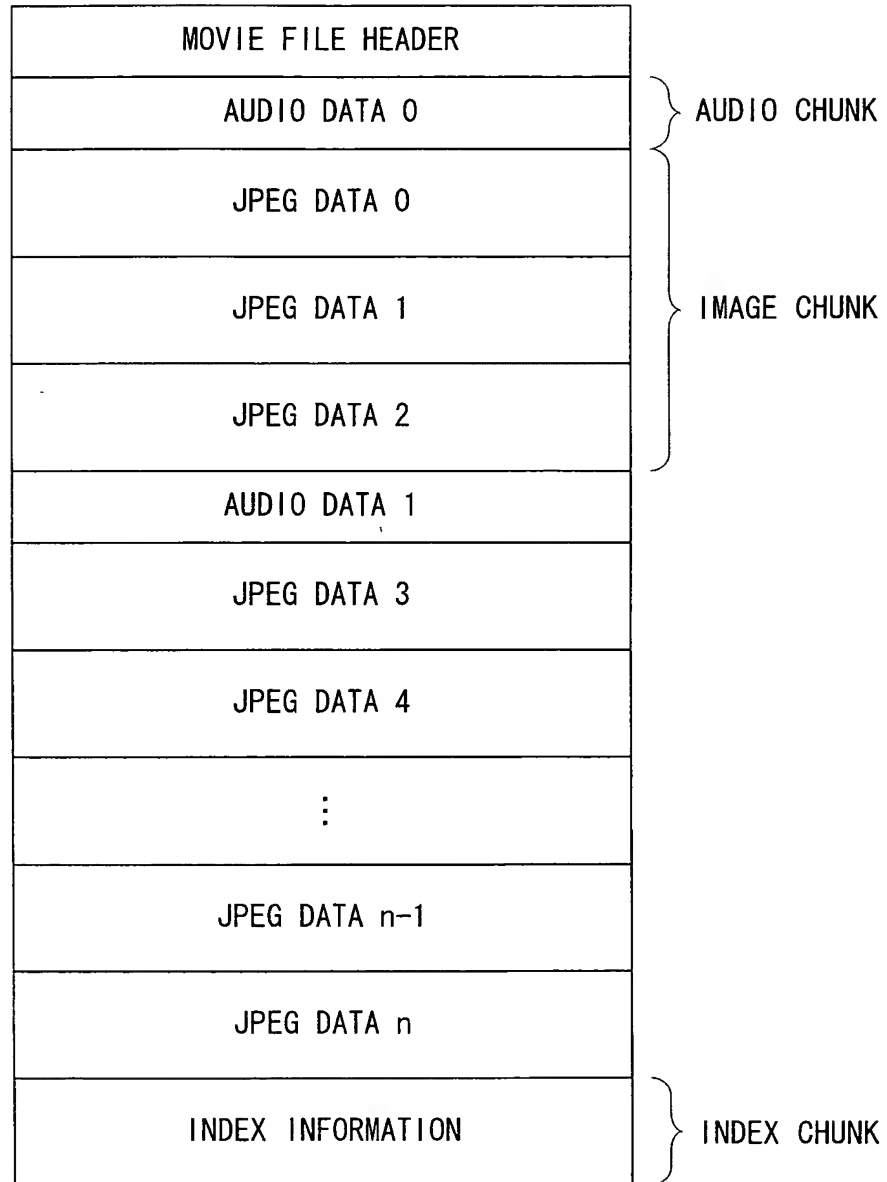 MOVIE FILE HEADER
AUDIO DATA 0
AUDIO CHUNK
JPEG DATA 0
JPEG DATA 1
IMAGE CHUNK
JPEG DATA 2
AUDIO DATA 1
JPEG DATA 3
JPEG DATA 4
⋮
JPEG DATA n-1
JPEG DATA n
INDEX INFORMATION
INDEX CHUNK